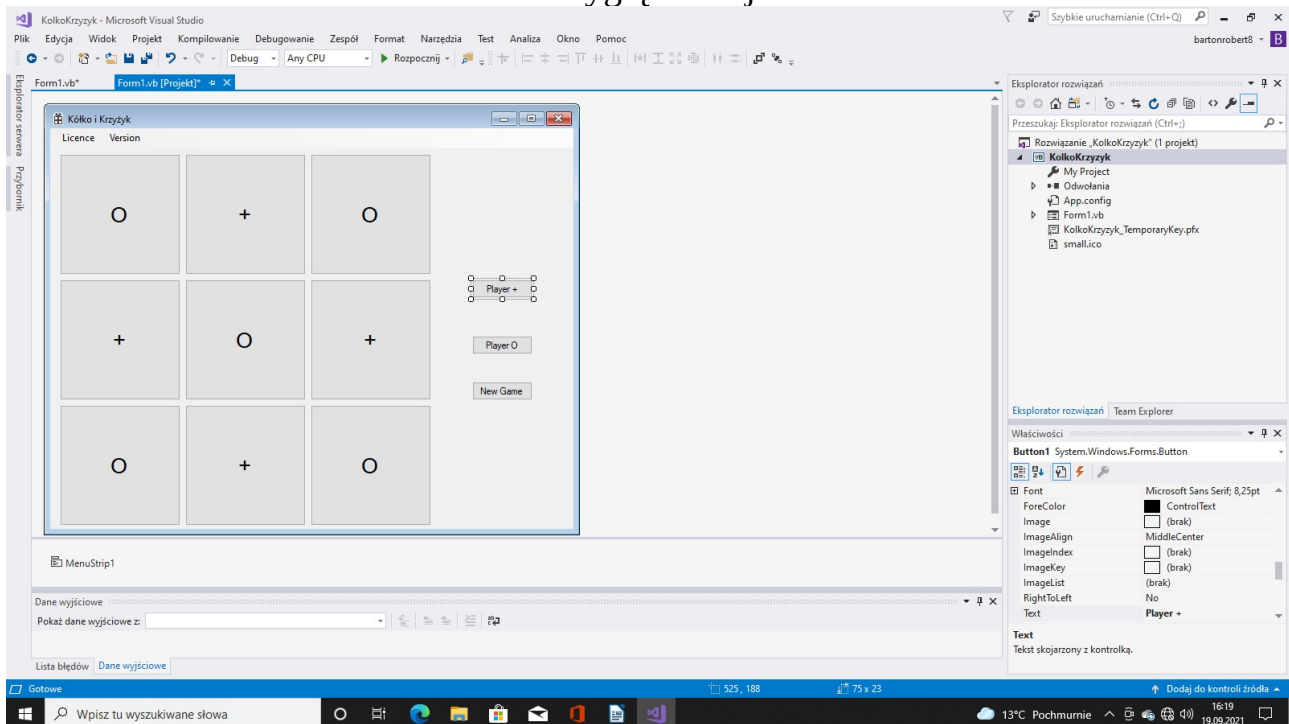 KolkoKrzyzyk - Microsoft Visual Studio
Szybkie uruchamianie (Ctrl+Q)
Plik Edycja Widok Projekt Kompilowanie Debugowanie Zespół Format Narzędzia Test Analiza Okno Pomoc
bartonrobert8 B
Debug Any CPU Rozpocznij
Eksplorator serwera
Przybornik
Form1.vb*
Form1.vb [Projekt]*
Kółko i Krzyżyk
Licence Version
O + O
+ O +
O + O
Player +
Player O
New Game
MenuStrip1
Dane wyjściowe
Pokaż dane wyjściowe z:
Lista błędów Dane wyjściowe
Eksplorator rozwiązań
Przeszukaj: Eksplorator rozwiązań (Ctrl+;)
Rozwiązanie „KolkoKrzyzyk” (1 projekt)
VB KolkoKrzyzyk
My Project
Odwołania
App.config
Form1.vb
KolkoKrzyzyk_TemporaryKey.pfx
small.ico
Eksplorator rozwiązań Team Explorer
Właściwości
Button1 System.Windows.Forms.Button
Font Microsoft Sans Serif; 8,25pt
ForeColor ControlText
Image (brak)
ImageAlign MiddleCenter
ImageIndex (brak)
ImageKey (brak)
ImageList (brak)
RightToLeft No
Text Player +
Text
Tekst skojarzony z kontrolką.
Gotowe 525 , 188 75 x 23 Dodaj do kontroli źródła
Wpisz tu wyszukiwane słowa
13°C Pochmurnie
16:19
19.09.2021